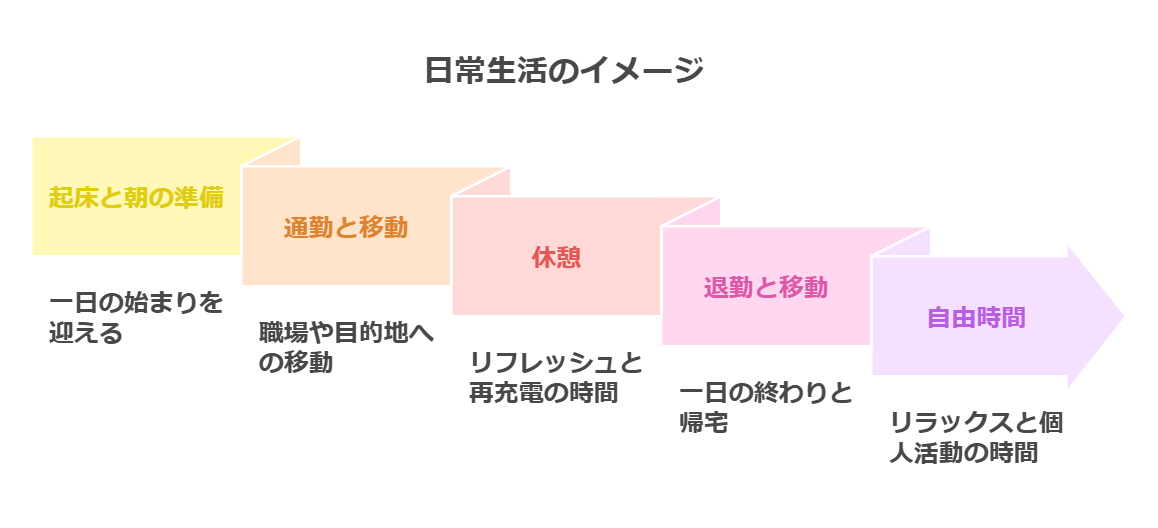 日常生活のイメージ
起床と朝の準備
一日の始まりを
迎える
通勤と移動
職場や目的地へ
の移動
休憩
リフレッシュと
再充電の時間
退勤と移動
一日の終わりと
帰宅
自由時間
リラックスと個
人活動の時間